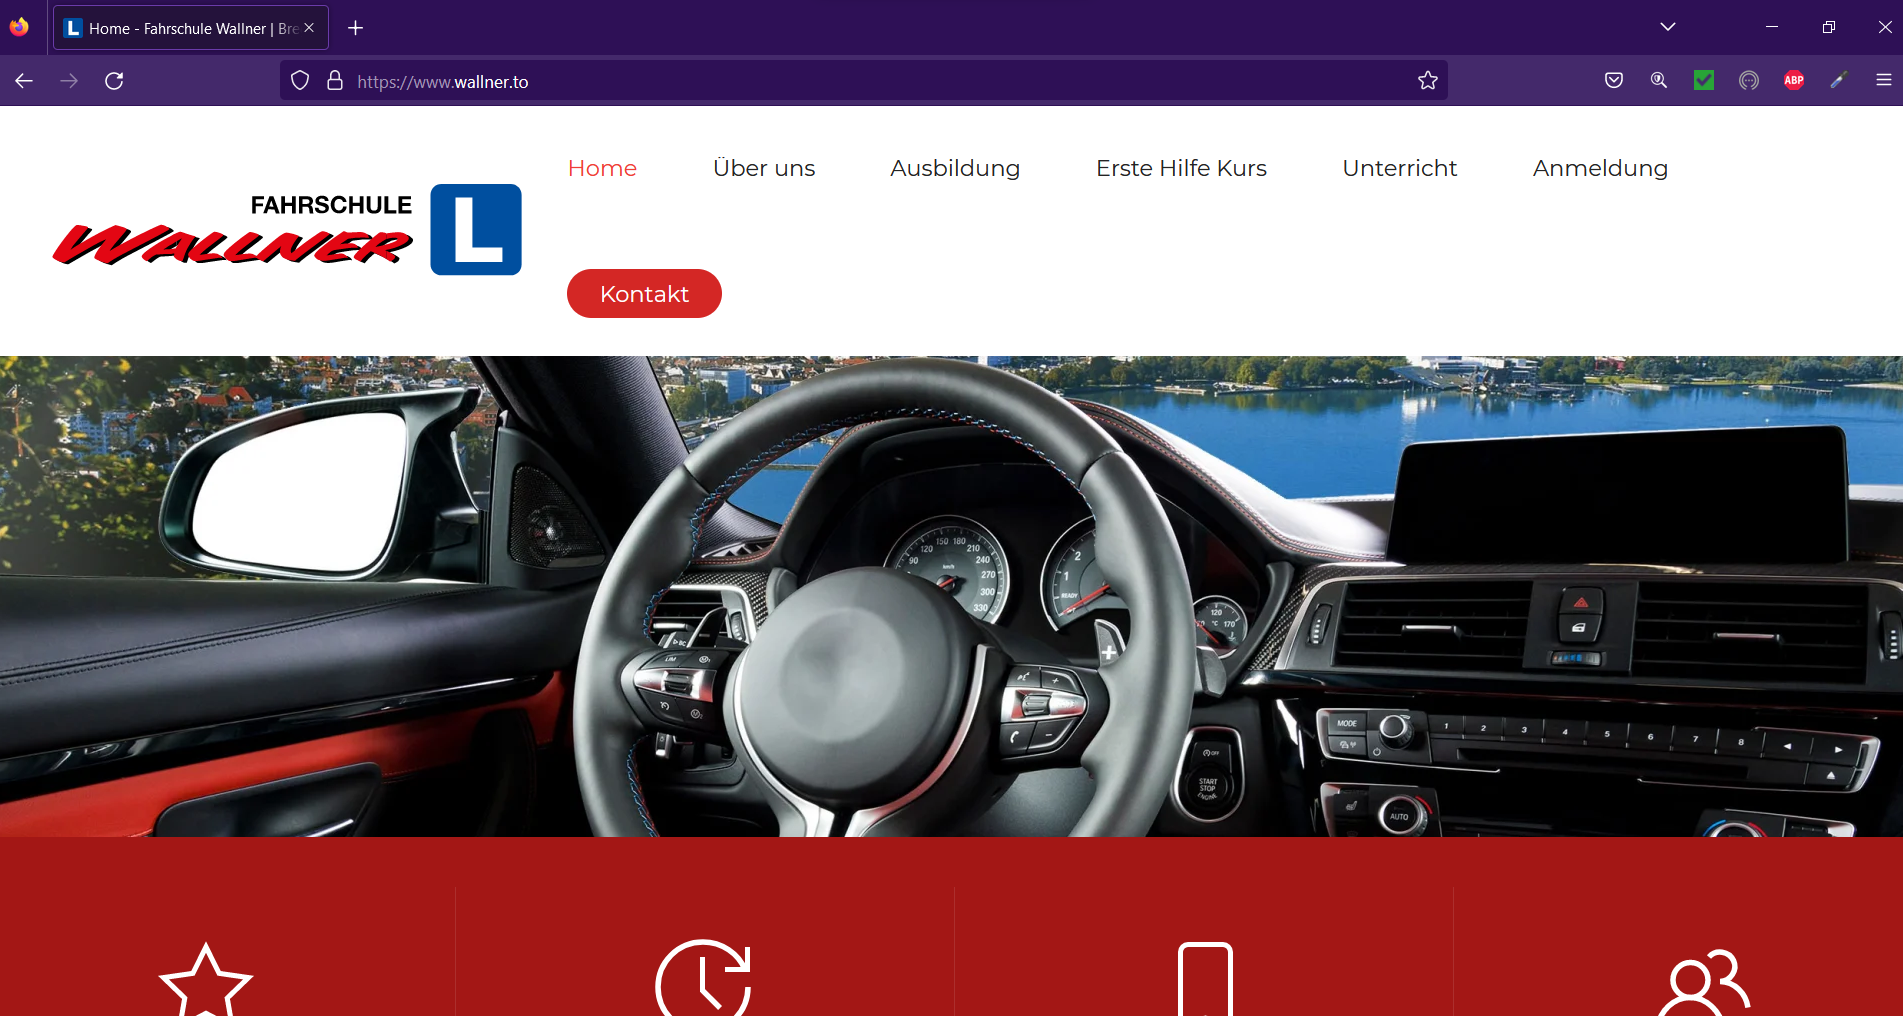 Home - Fahrschule Wallner | Bre
https://www.wallner.to
ABP
Home Über uns Ausbildung Erste Hilfe Kurs Unterricht Anmeldung
FAHRSCHULE
WALLNER
L
Kontakt
90 120 150 180 210 240 270 300 330
km/h
1 2
READY
120 170
°C
LIM
+
−
MODE
1 2 3 4 5 6 7 8
OFF
START
STOP
ENGINE
AUTO